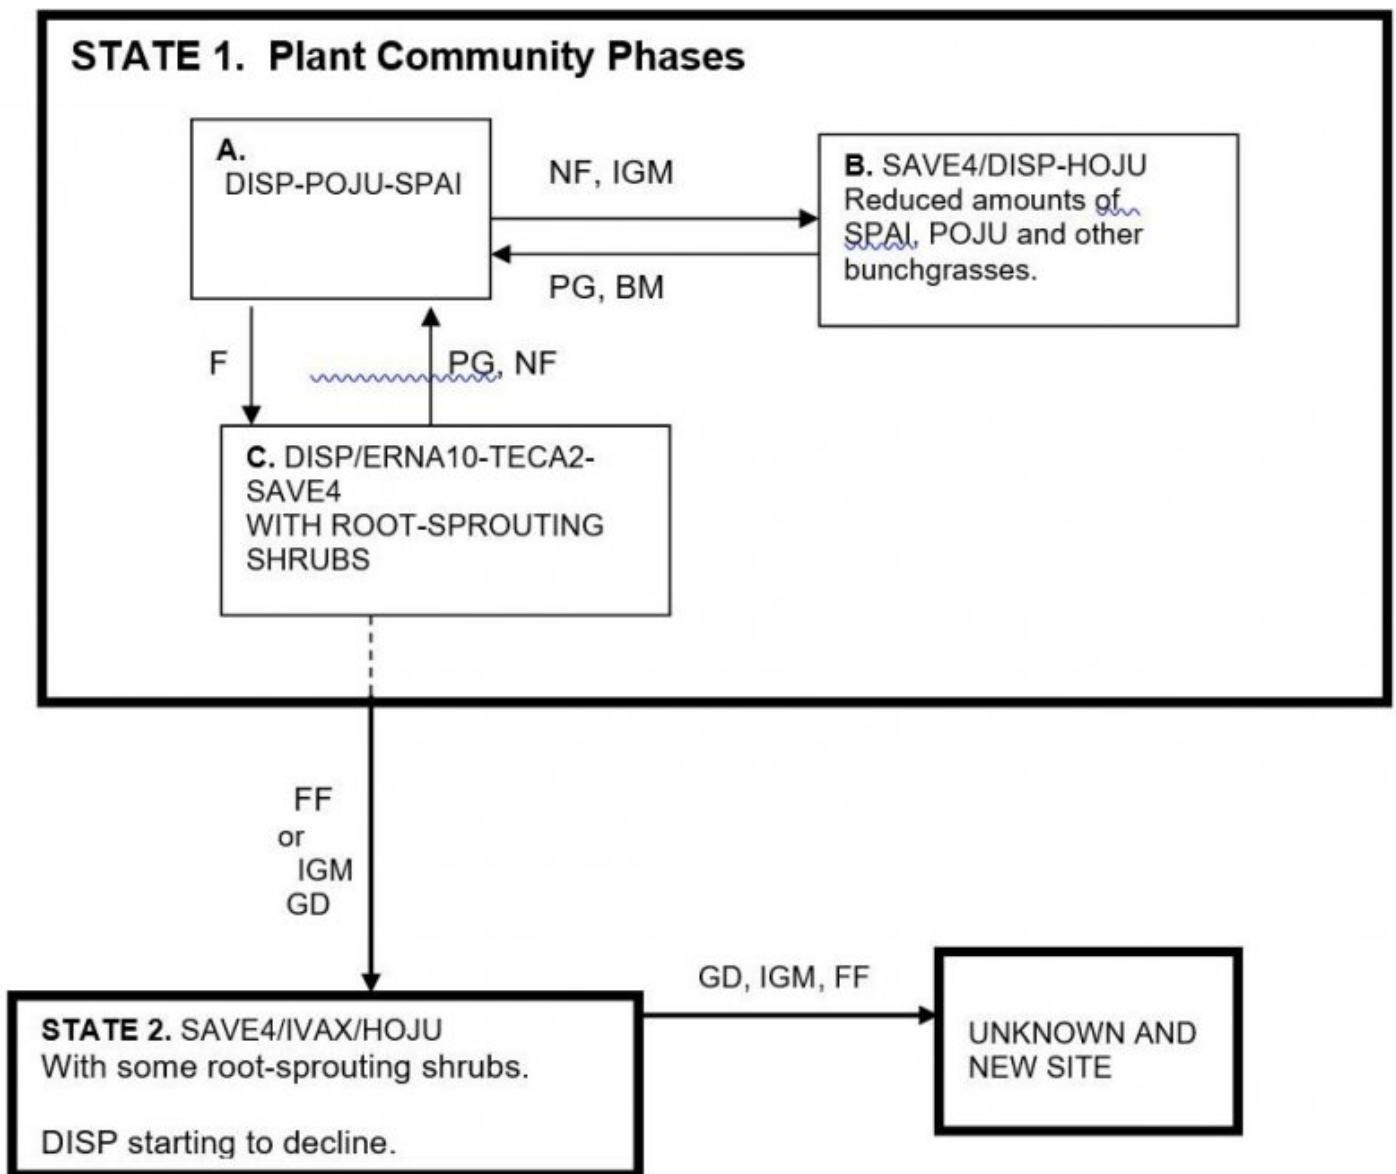 STATE 1. Plant Community Phases
A.
DISP-POJU-SPAI
NF, IGM
PG, BM
B. SAVE4/DISP-HOJU
Reduced amounts of
SPAI, POJU and other
bunchgrasses.
F
PG, NF
C. DISP/ERNA10-TECA2-
SAVE4
WITH ROOT-SPROUTING
SHRUBS
FF
or
IGM
GD
GD, IGM, FF
STATE 2. SAVE4/IVAX/HOJU
With some root-sprouting shrubs.
DISP starting to decline.
UNKNOWN AND
NEW SITE